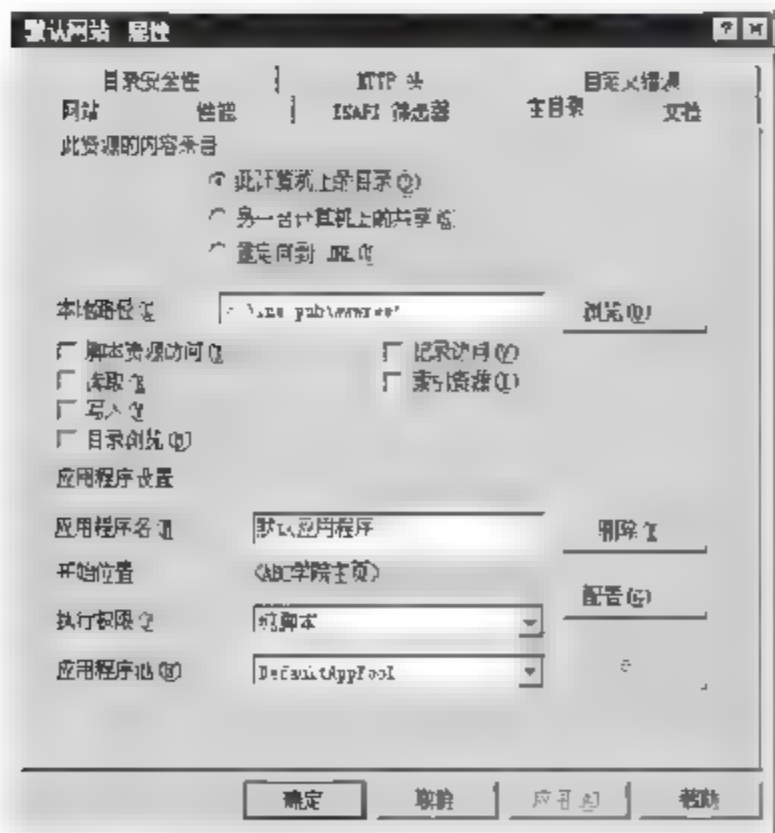 默认网站 属性
目录安全性 HTTP 头 自定义错误
网站 性能 ISAPI 筛选器 主目录 文档
此资源的内容来自
此计算机上的目录(D)
另一台计算机上的共享(S)
重定向到 URL(U)
本地路径 浏览(O)
脚本资源访问 记录访问(V)
读取 索引资源(I)
写入
目录浏览(B)
应用程序设置
应用程序名 默认应用程序 删除
开始位置 <ABC学院主页>
配置(G)
执行权限 纯脚本
应用程序池 DefaultAppPool
确定 取消 应用(A) 帮助